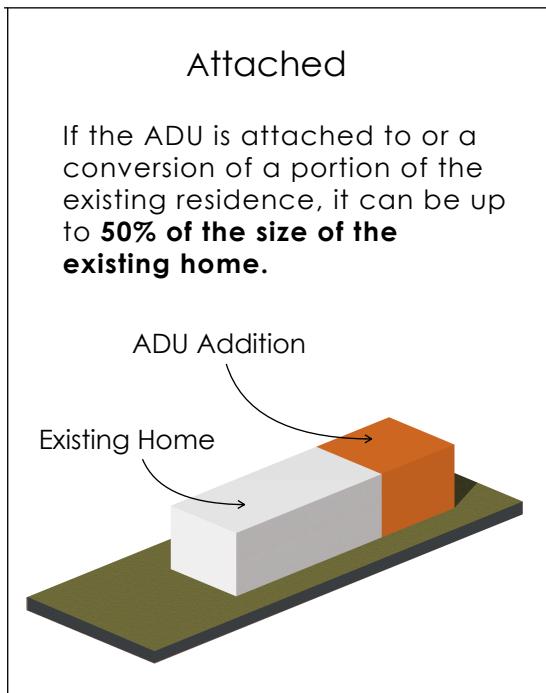 Attached
If the ADU is attached to or a
conversion of a portion of the
existing residence, it can be up
to 50% of the size of the
existing home.
ADU Addition
Existing Home